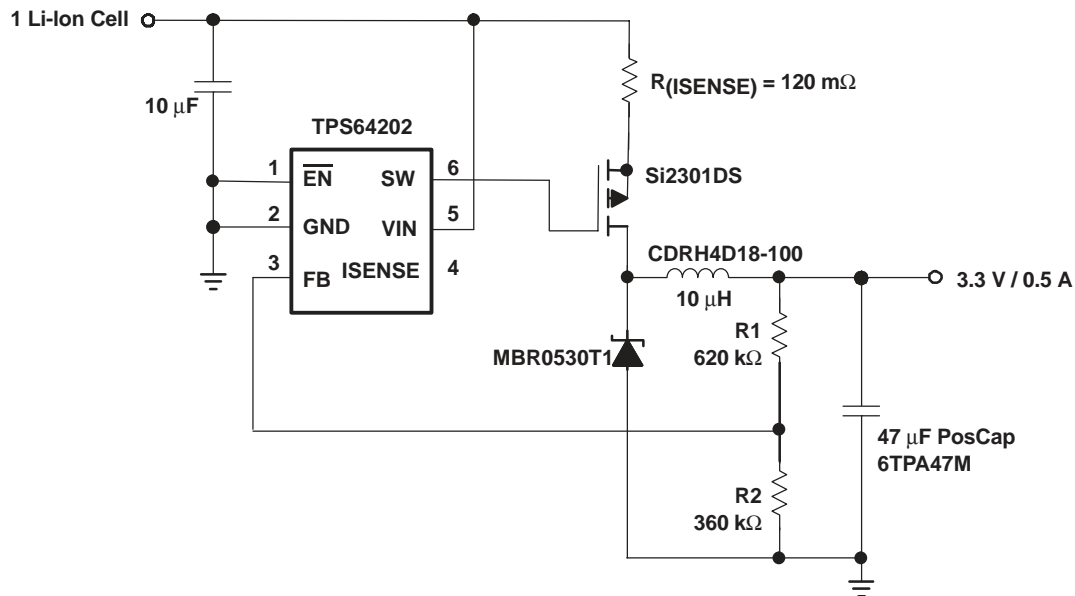 1 Li-Ion Cell
R(ISENSE) = 120 mΩ
10 μF
TPS64202
1
EN
SW
6
Si2301DS
2
GND
VIN
5
3
FB
ISENSE
4
CDRH4D18-100
10 μH
3.3 V / 0.5 A
R1
620 kΩ
MBR0530T1
47 μF PosCap
6TPA47M
R2
360 kΩ